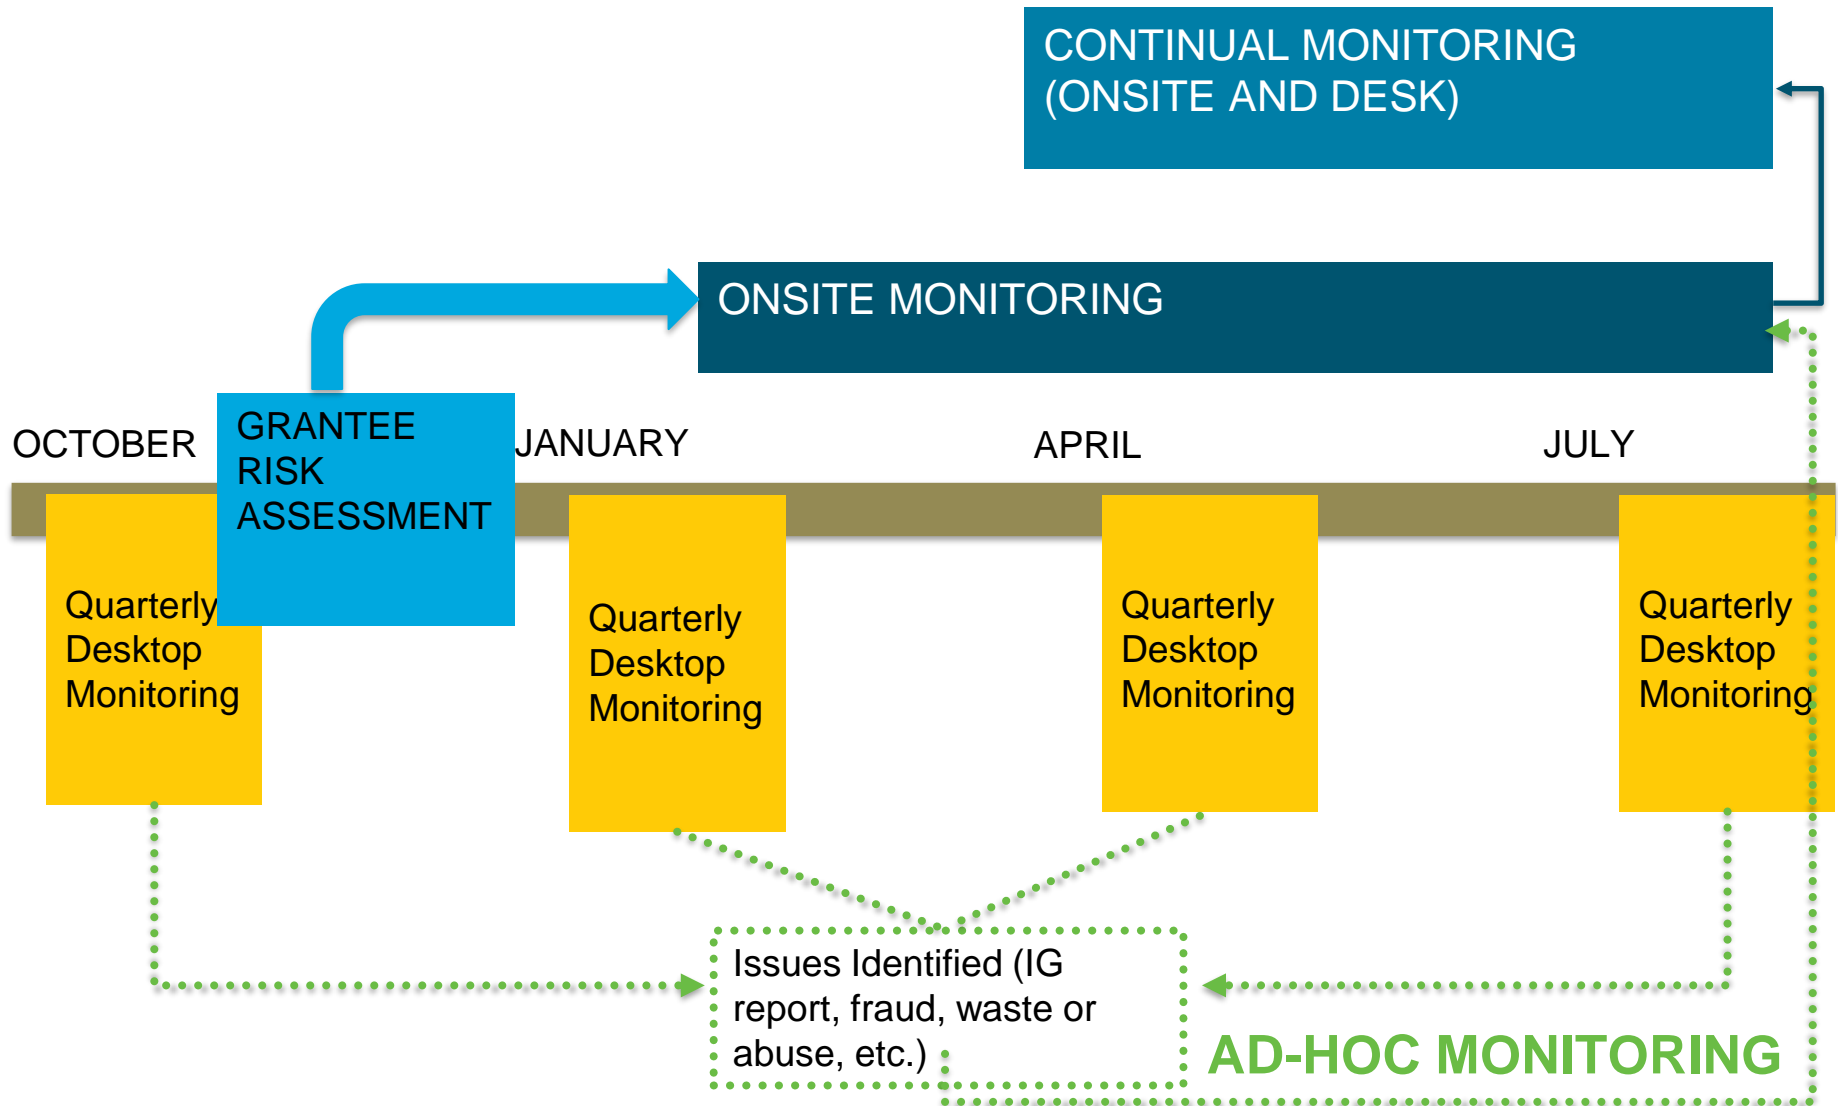 CONTINUAL MONITORING
(ONSITE AND DESK)
ONSITE MONITORING
OCTOBER
GRANTEE
RISK
ASSESSMENT
JANUARY
APRIL
JULY
Quarterly
Desktop
Monitoring
Quarterly
Desktop
Monitoring
Quarterly
Desktop
Monitoring
Quarterly
Desktop
Monitoring
Issues Identified (IG
report, fraud, waste or
abuse, etc.)
AD-HOC MONITORING